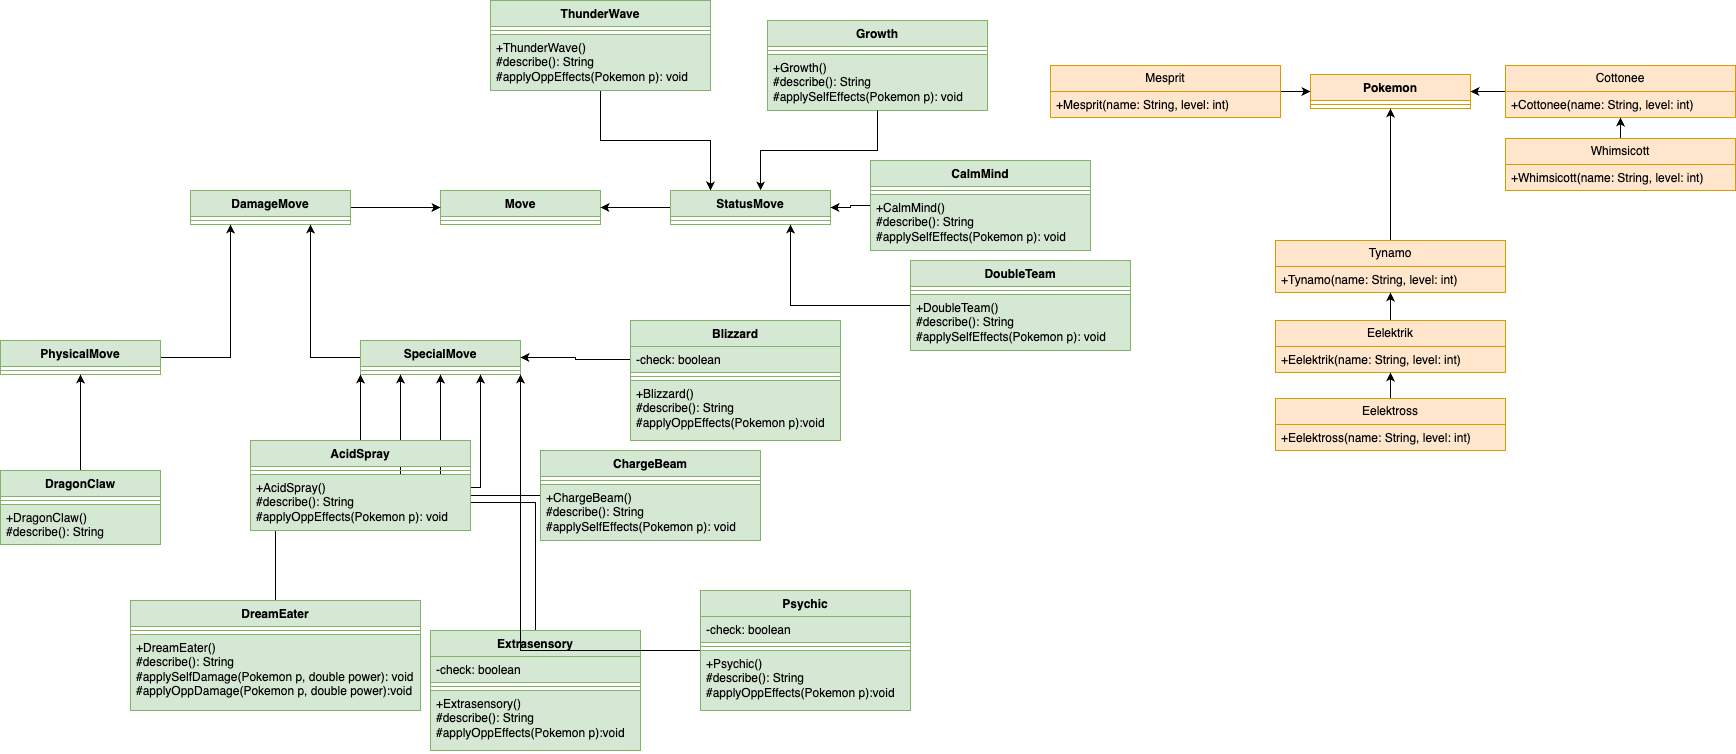 ThunderWave
+ThunderWave()
#describe(): String
#applyOppEffects(Pokemon p): void
Growth
+Growth()
#describe(): String
#applySelfEffects(Pokemon p): void
Mesprit
+Mesprit(name: String, level: int)
Pokemon
Cottonee
+Cottonee(name: String, level: int)
Whimsicott
+Whimsicott(name: String, level: int)
DamageMove
Move
StatusMove
CalmMind
+CalmMind()
#describe(): String
#applySelfEffects(Pokemon p): void
DoubleTeam
+DoubleTeam()
#describe(): String
#applySelfEffects(Pokemon p): void
Tynamo
+Tynamo(name: String, level: int)
Eelektrik
+Eelektrik(name: String, level: int)
Eelektross
+Eelektross(name: String, level: int)
PhysicalMove
SpecialMove
Blizzard
-check: boolean
+Blizzard()
#describe(): String
#applyOppEffects(Pokemon p):void
DragonClaw
+DragonClaw()
#describe(): String
AcidSpray
+AcidSpray()
#describe(): String
#applyOppEffects(Pokemon p): void
ChargeBeam
+ChargeBeam()
#describe(): String
#applySelfEffects(Pokemon p): void
DreamEater
+DreamEater()
#describe(): String
#applySelfDamage(Pokemon p, double power): void
#applyOppDamage(Pokemon p, double power):void
Extrasensory
-check: boolean
+Extrasensory()
#describe(): String
#applyOppEffects(Pokemon p):void
Psychic
-check: boolean
+Psychic()
#describe(): String
#applyOppEffects(Pokemon p):void